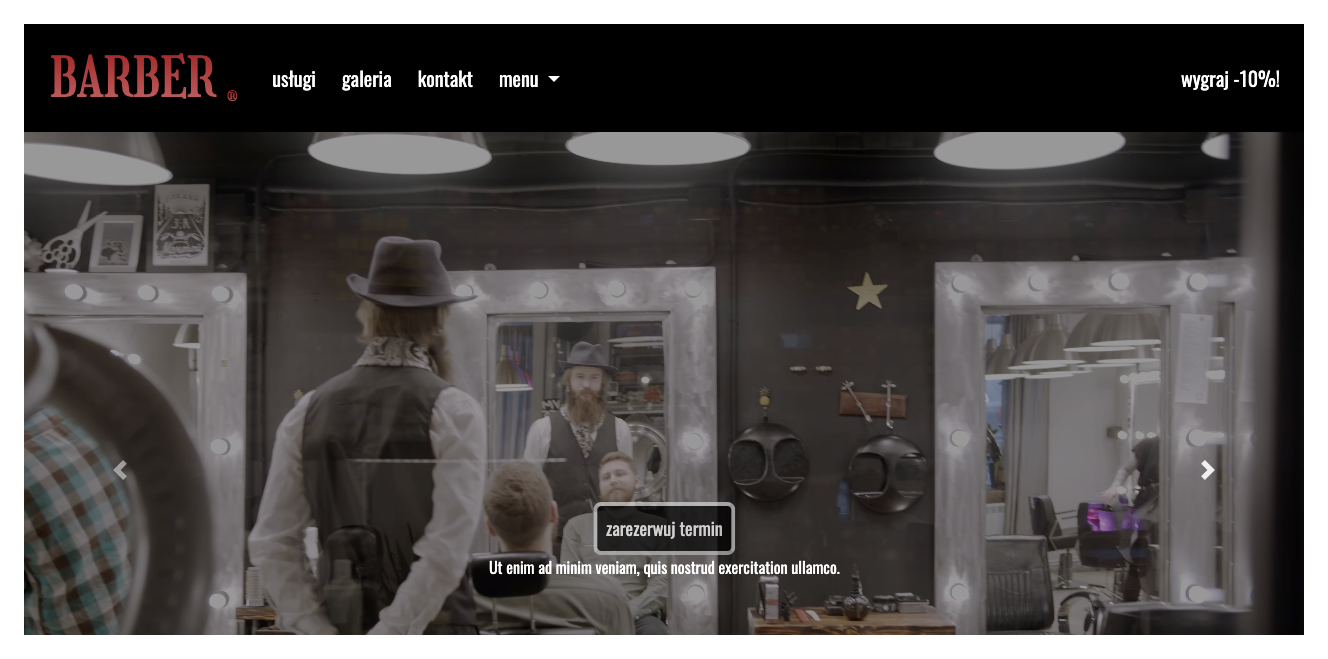 BARBER ®
usługi galeria kontakt menu
wygraj -10%!
zarezerwuj termin
Ut enim ad minim veniam, quis nostrud exercitation ullamco.